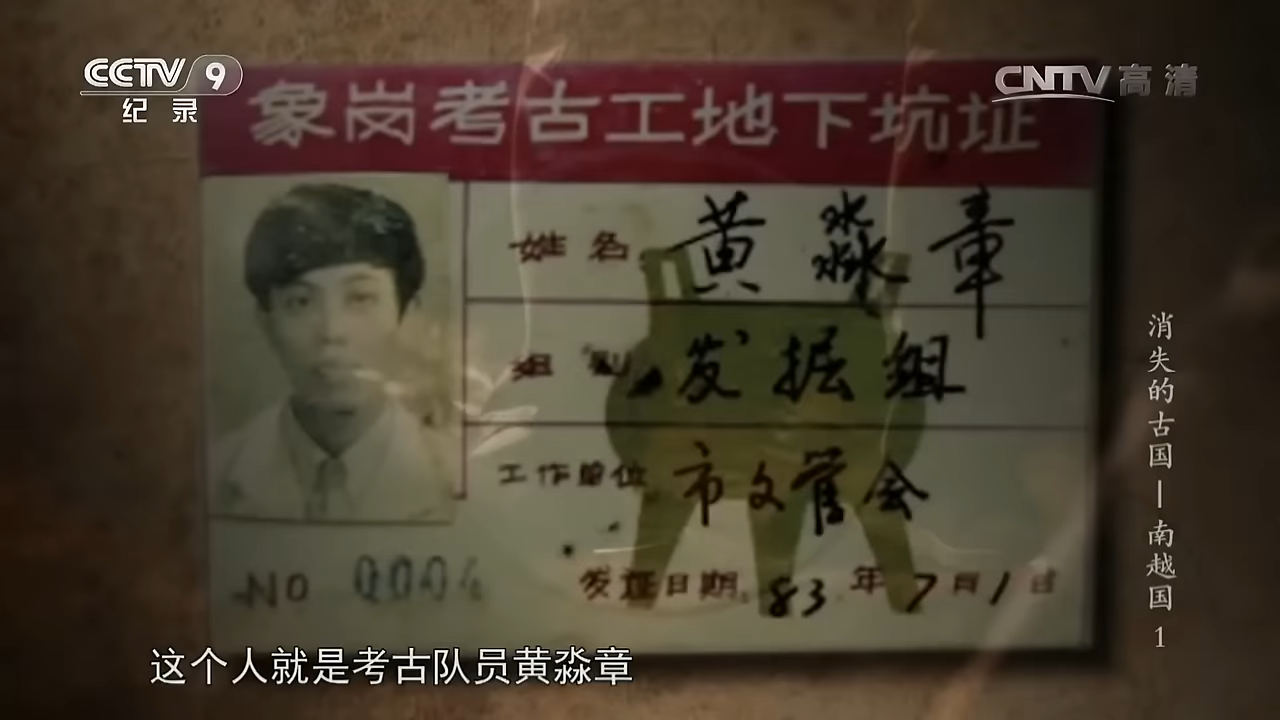 CCTV 9
纪录
CNTV 高清
象岗考古工地下坑址
姓名 黄淼章
组别 发掘组
工作单位 市文管会
NO 0004
发证日期 83年7月1日
消失的古国—南越国 1
这个人就是考古队员黄淼章